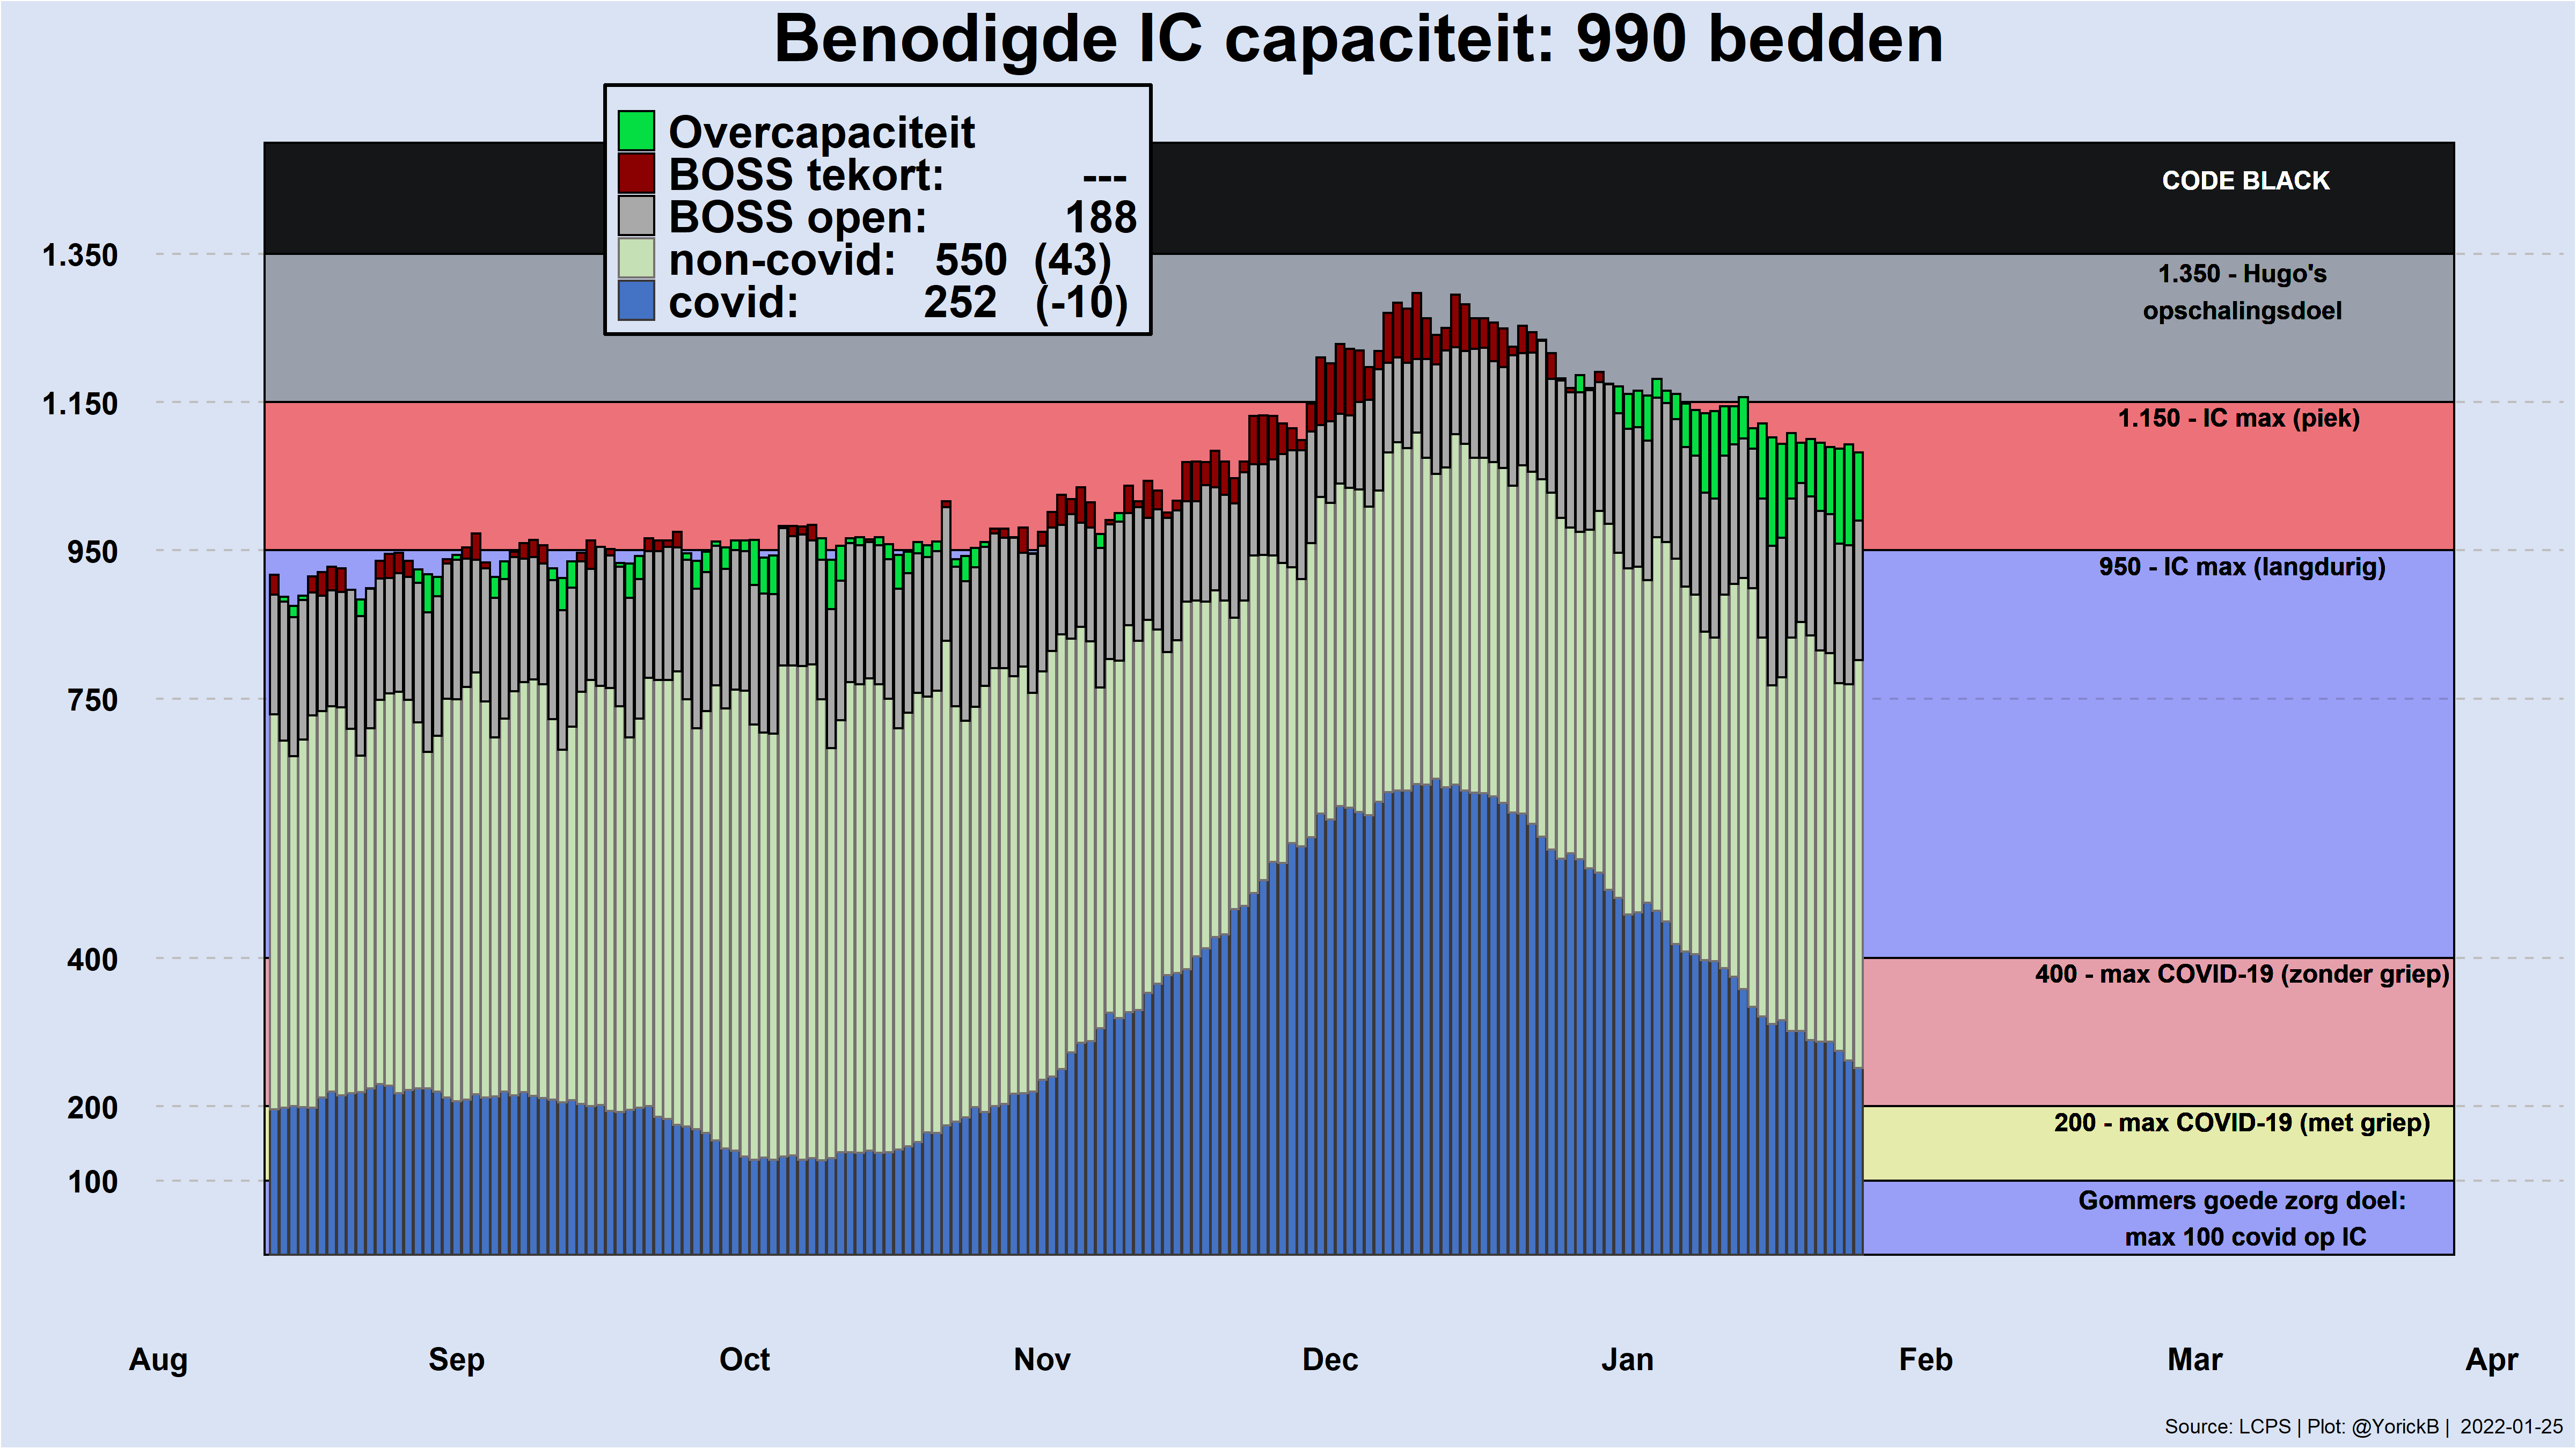 Benodigde IC capaciteit: 990 bedden
Overcapaciteit
BOSS tekort: ---
BOSS open: 188
non-covid: 550 (43)
covid: 252 (-10)
CODE BLACK
1.350
1.350 - Hugo's
opschalingsdoel
1.150
1.150 - IC max (piek)
950
950 - IC max (langdurig)
750
400
400 - max COVID-19 (zonder griep)
200
200 - max COVID-19 (met griep)
100
Gommers goede zorg doel:
max 100 covid op IC
Aug Sep Oct Nov Dec Jan Feb Mar Apr
Source: LCPS | Plot: @YorickB | 2022-01-25